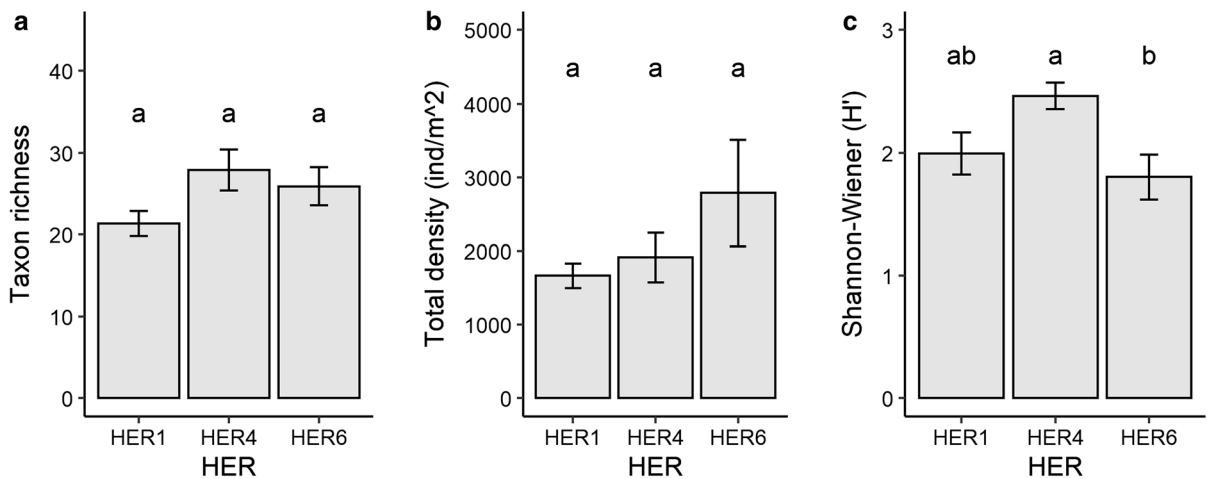 a
Taxon richness
40
30
20
10
0
a a a
HER1 HER4 HER6
HER
b
Total density (ind/m^2)
5000
4000
3000
2000
1000
0
a a a
HER1 HER4 HER6
HER
c
Shannon-Wiener (H')
3
2
1
0
ab a b
HER1 HER4 HER6
HER